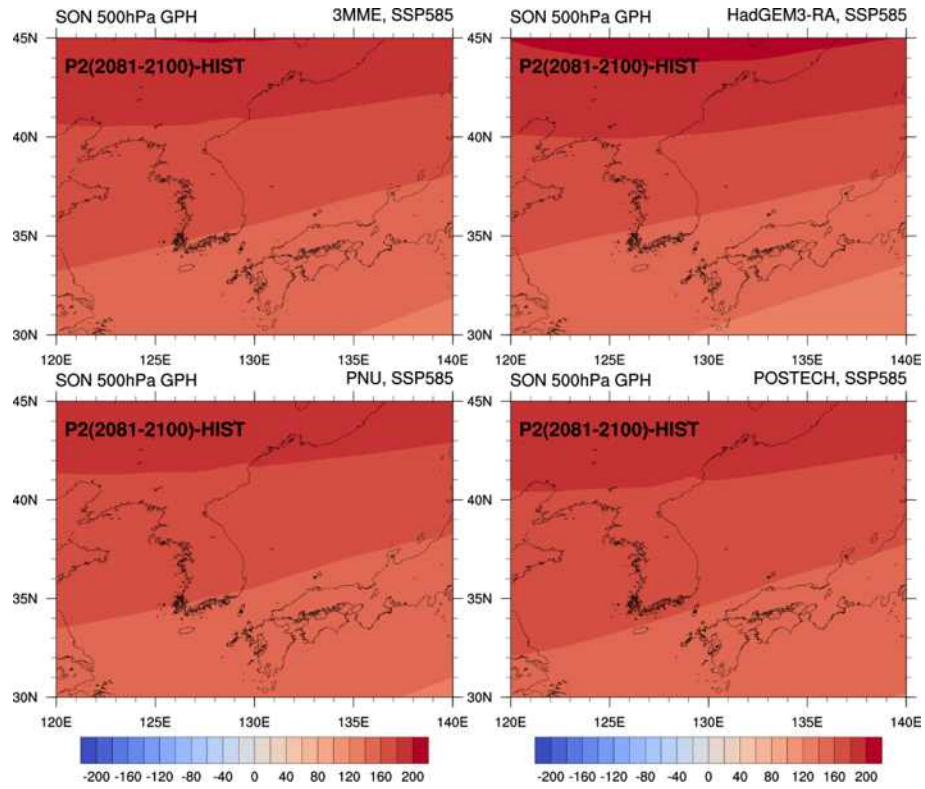 SON 500hPa GPH 3MME, SSP585
45N
P2(2081-2100)-HIST
40N
35N
30N
120E 125E 130E 135E 140E
SON 500hPa GPH HadGEM3-RA, SSP585
45N
P2(2081-2100)-HIST
40N
35N
30N
120E 125E 130E 135E 140E
SON 500hPa GPH PNU, SSP585
45N
P2(2081-2100)-HIST
40N
35N
30N
120E 125E 130E 135E 140E
SON 500hPa GPH POSTECH, SSP585
45N
P2(2081-2100)-HIST
40N
35N
30N
120E 125E 130E 135E 140E
-200 -160 -120 -80 -40 0 40 80 120 160 200
-200 -160 -120 -80 -40 0 40 80 120 160 200